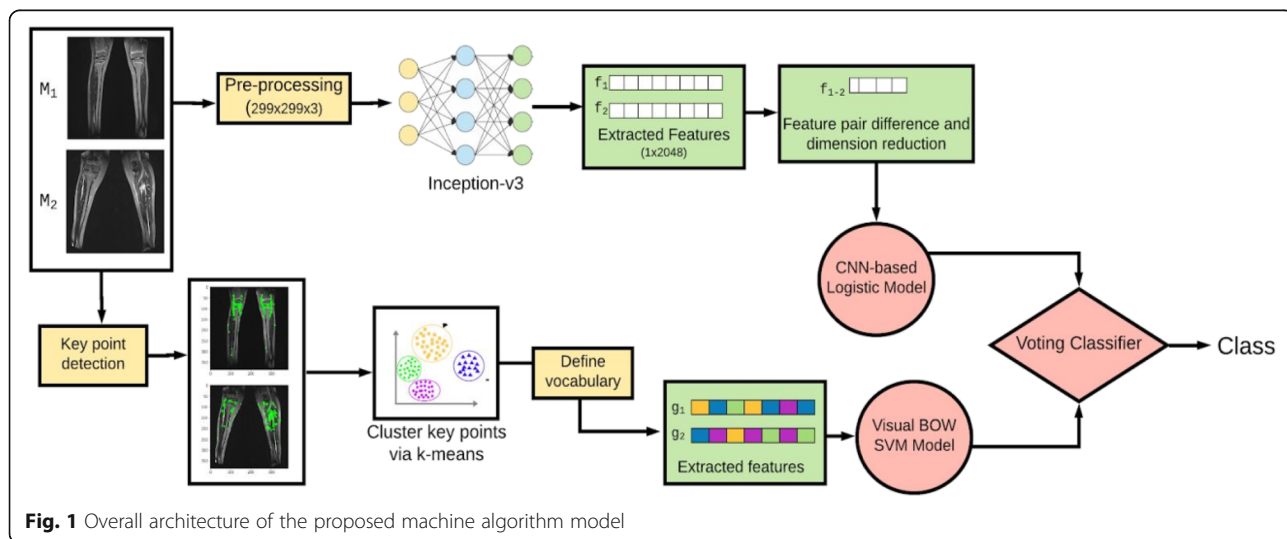 M1
M2
Pre-processing
(299x299x3)
Inception-v3
f1
f2
Extracted Features
(1x2048)
f1-2
Feature pair difference and
dimension reduction
CNN-based
Logistic Model
Key point
detection
Cluster key points
via k-means
Define
vocabulary
g1
g2
Extracted features
Visual BOW
SVM Model
Voting Classifier
Class
Fig. 1 Overall architecture of the proposed machine algorithm model